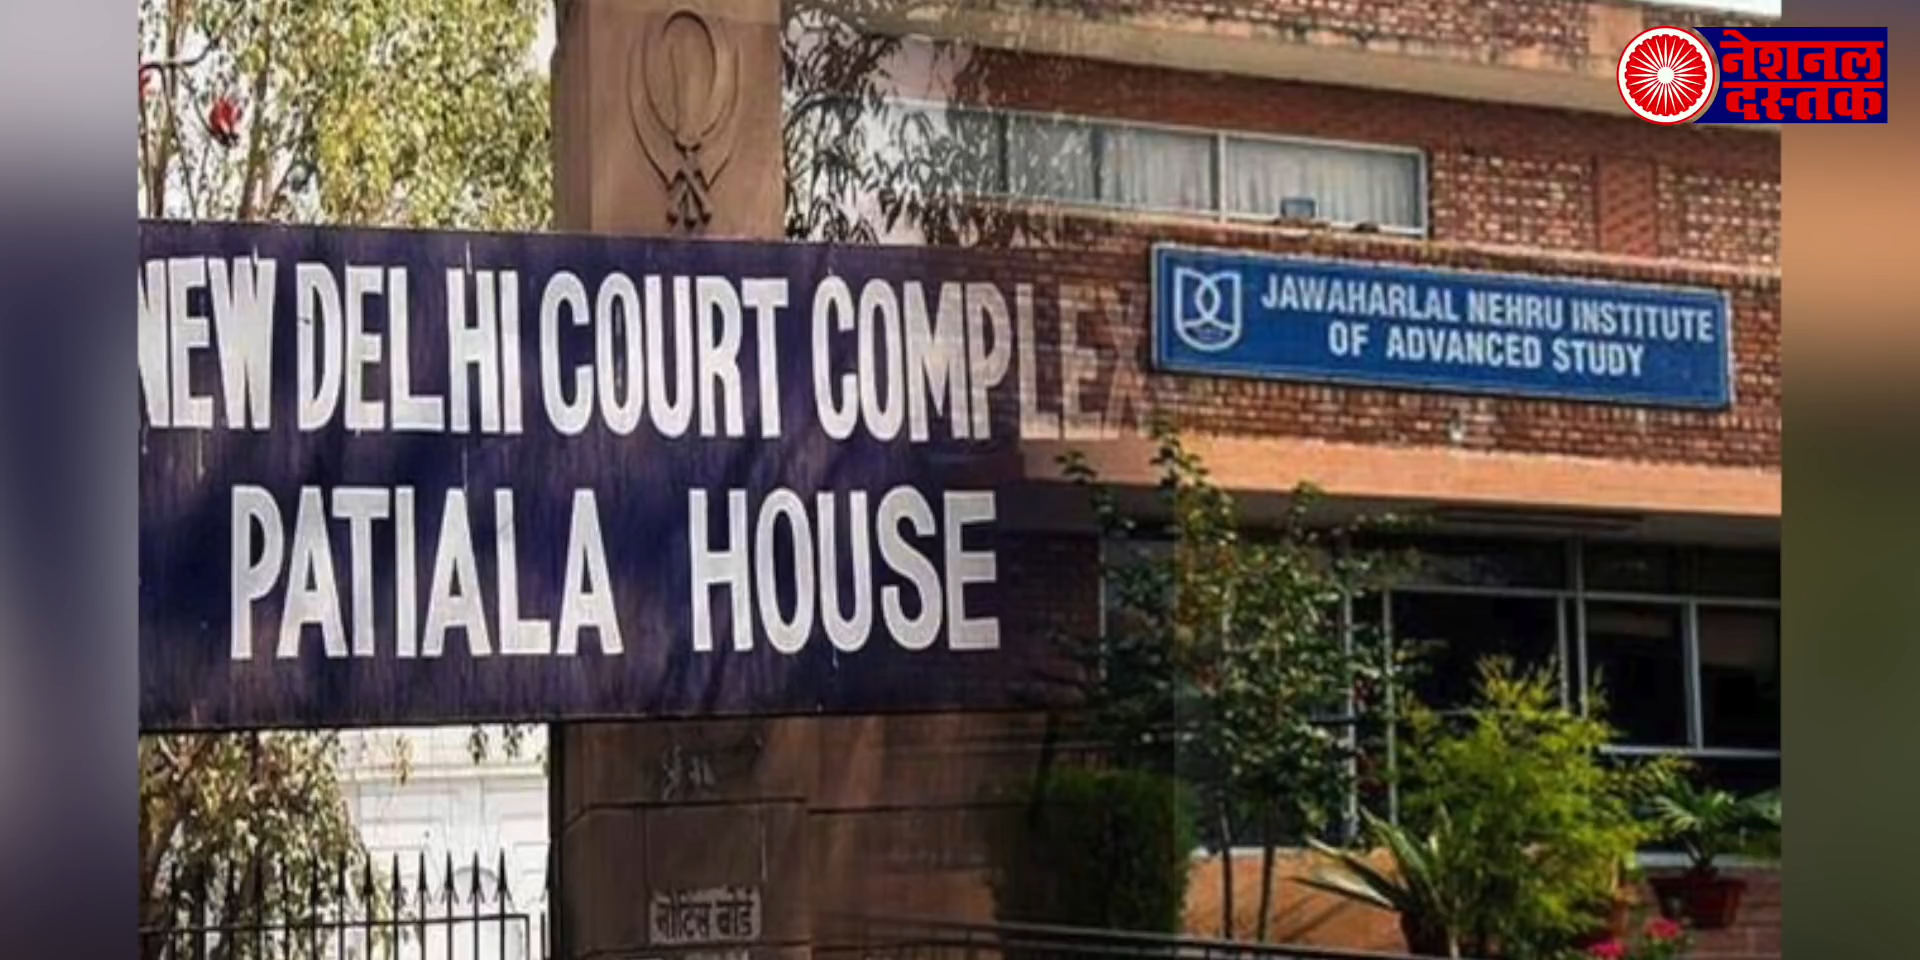 NEW DELHI COURT COMPLEX
PATIALA HOUSE
JAWAHARLAL NEHRU INSTITUTE
OF ADVANCED STUDY
नेशनल
दस्तक
नोटिस बोर्ड